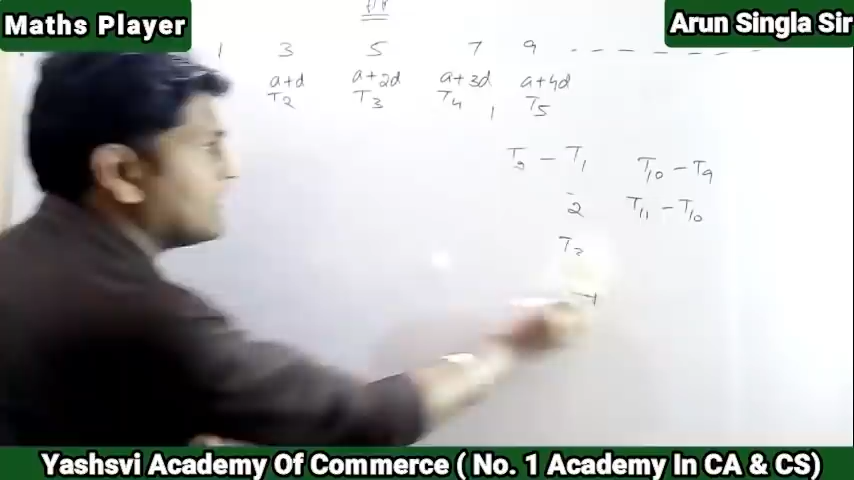 Maths Player
Arun Singla Sir
1 3 5 7 9 - - - - - - -
a+d a+2d a+3d a+4d
T2 T3 T4 T5
T2 - T1 T10 - T9
2 T11 - T10
Yashsvi Academy Of Commerce ( No. 1 Academy In CA & CS)